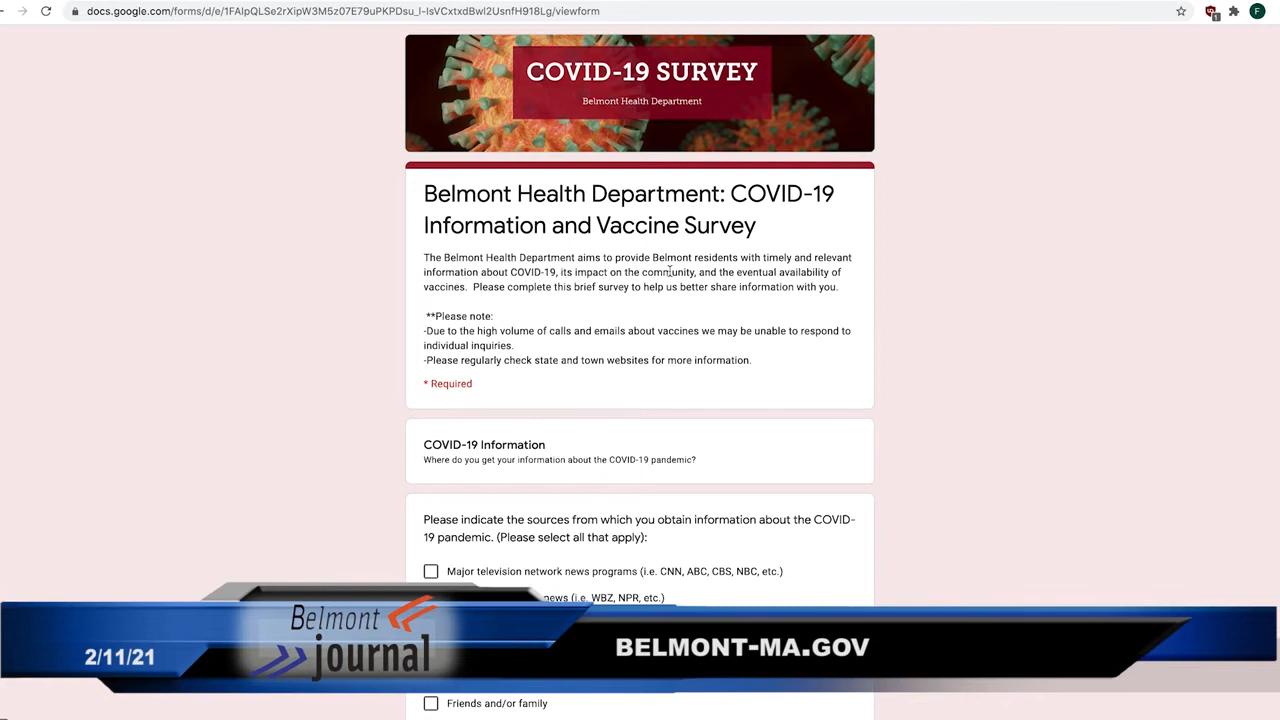 docs.google.com/forms/d/e/1FAIpQLSe2rXipW3M5z07E79uPKPDsu_l-IsVCxtxdBwl2UsnfH918Lg/viewform
1
F
COVID-19 SURVEY
Belmont Health Department
Belmont Health Department: COVID-19
Information and Vaccine Survey
The Belmont Health Department aims to provide Belmont residents with timely and relevant
information about COVID-19, its impact on the community, and the eventual availability of
vaccines. Please complete this brief survey to help us better share information with you.
**Please note:
-Due to the high volume of calls and emails about vaccines we may be unable to respond to
individual inquiries.
-Please regularly check state and town websites for more information.
* Required
COVID-19 Information
Where do you get your information about the COVID-19 pandemic?
Please indicate the sources from which you obtain information about the COVID-
19 pandemic. (Please select all that apply):
Major television network news programs (i.e. CNN, ABC, CBS, NBC, etc.)
news (i.e. WBZ, NPR, etc.)
Belmont
journal
2/11/21
BELMONT-MA.GOV
Friends and/or family